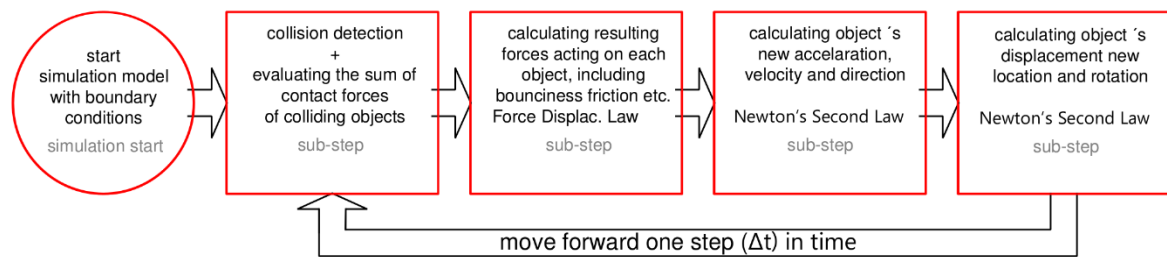 start
simulation model
with boundary
conditions
simulation start
collision detection
+
evaluating the sum of
contact forces
of colliding objects
sub-step
calculating resulting
forces acting on each
object, including
bounciness friction etc.
Force Displac. Law
sub-step
calculating object ´s
new accelaration,
velocity and direction
Newton's Second Law
sub-step
calculating object ´s
displacement new
location and rotation
Newton's Second Law
sub-step
move forward one step (Δt) in time